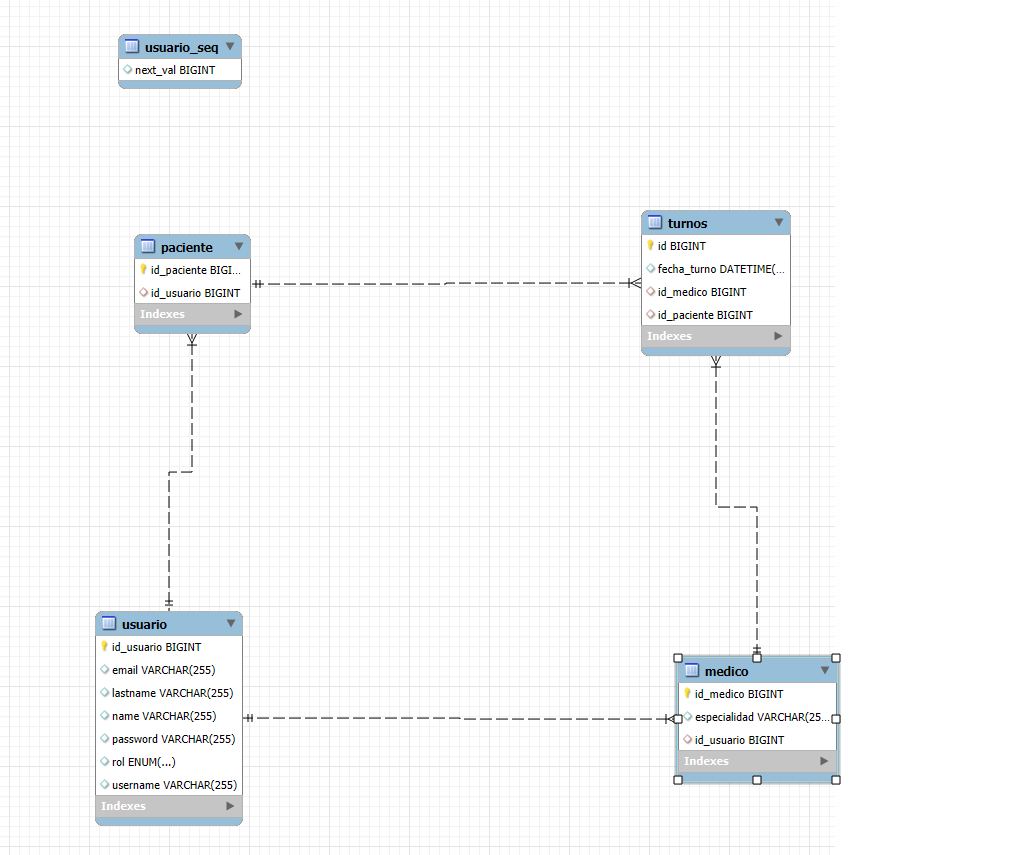 usuario_seq
next_val BIGINT
paciente
id_paciente BIGI...
id_usuario BIGINT
Indexes
turnos
id BIGINT
fecha_turno DATETIME(...
id_medico BIGINT
id_paciente BIGINT
Indexes
usuario
id_usuario BIGINT
email VARCHAR(255)
lastname VARCHAR(255)
name VARCHAR(255)
password VARCHAR(255)
rol ENUM(...)
username VARCHAR(255)
Indexes
medico
id_medico BIGINT
especialidad VARCHAR(25...
id_usuario BIGINT
Indexes